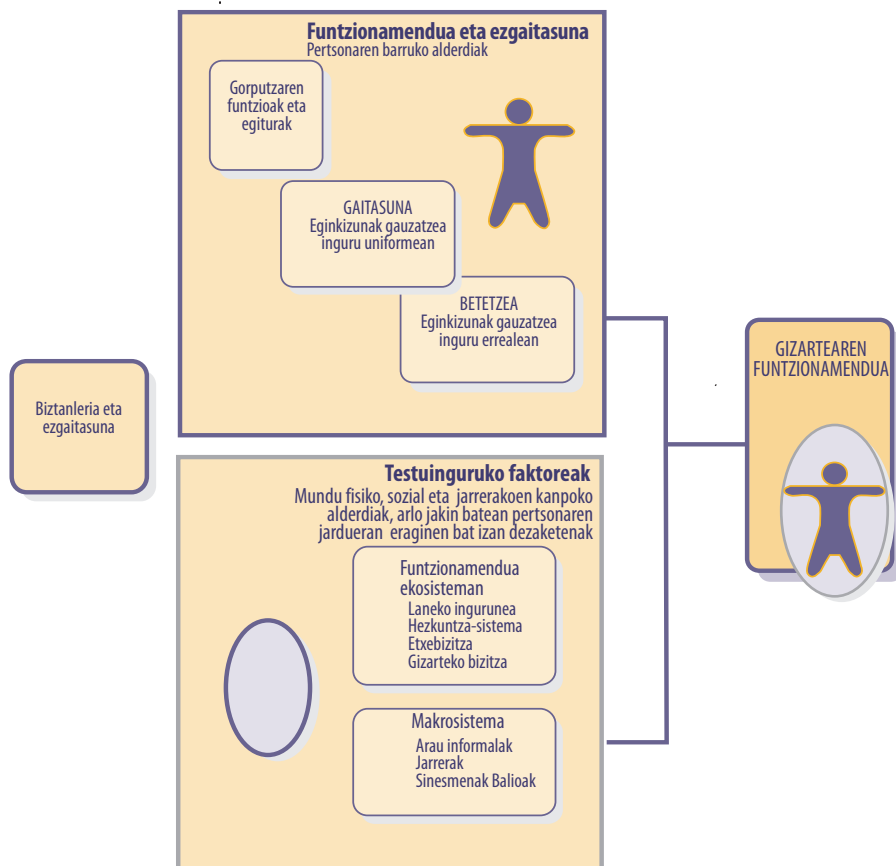 Funtzionamendua eta ezgaitasuna
Pertsonaren barruko alderdiak
Gorputzaren
funtzioak eta
egiturak
GAITASUNA
Eginkizunak gauzatzea
inguru uniformean
BETETZEA
Eginkizunak gauzatzea
inguru errealean
Biztanleria eta
ezgaitasuna
GIZARTEAREN
FUNTZIONAMENDUA
Testuinguruko faktoreak
Mundu fisiko, sozial eta jarrerakoen kanpoko
alderdiak, arlo jakin batean pertsonaren
jardueran eraginen bat izan dezaketenak
Funtzionamendua
ekosisteman
Laneko ingurunea
Hezkuntza-sistema
Etxebizitza
Gizarteko bizitza
Makrosistema
Arau informalak
Jarrerak
Sinesmenak Balioak